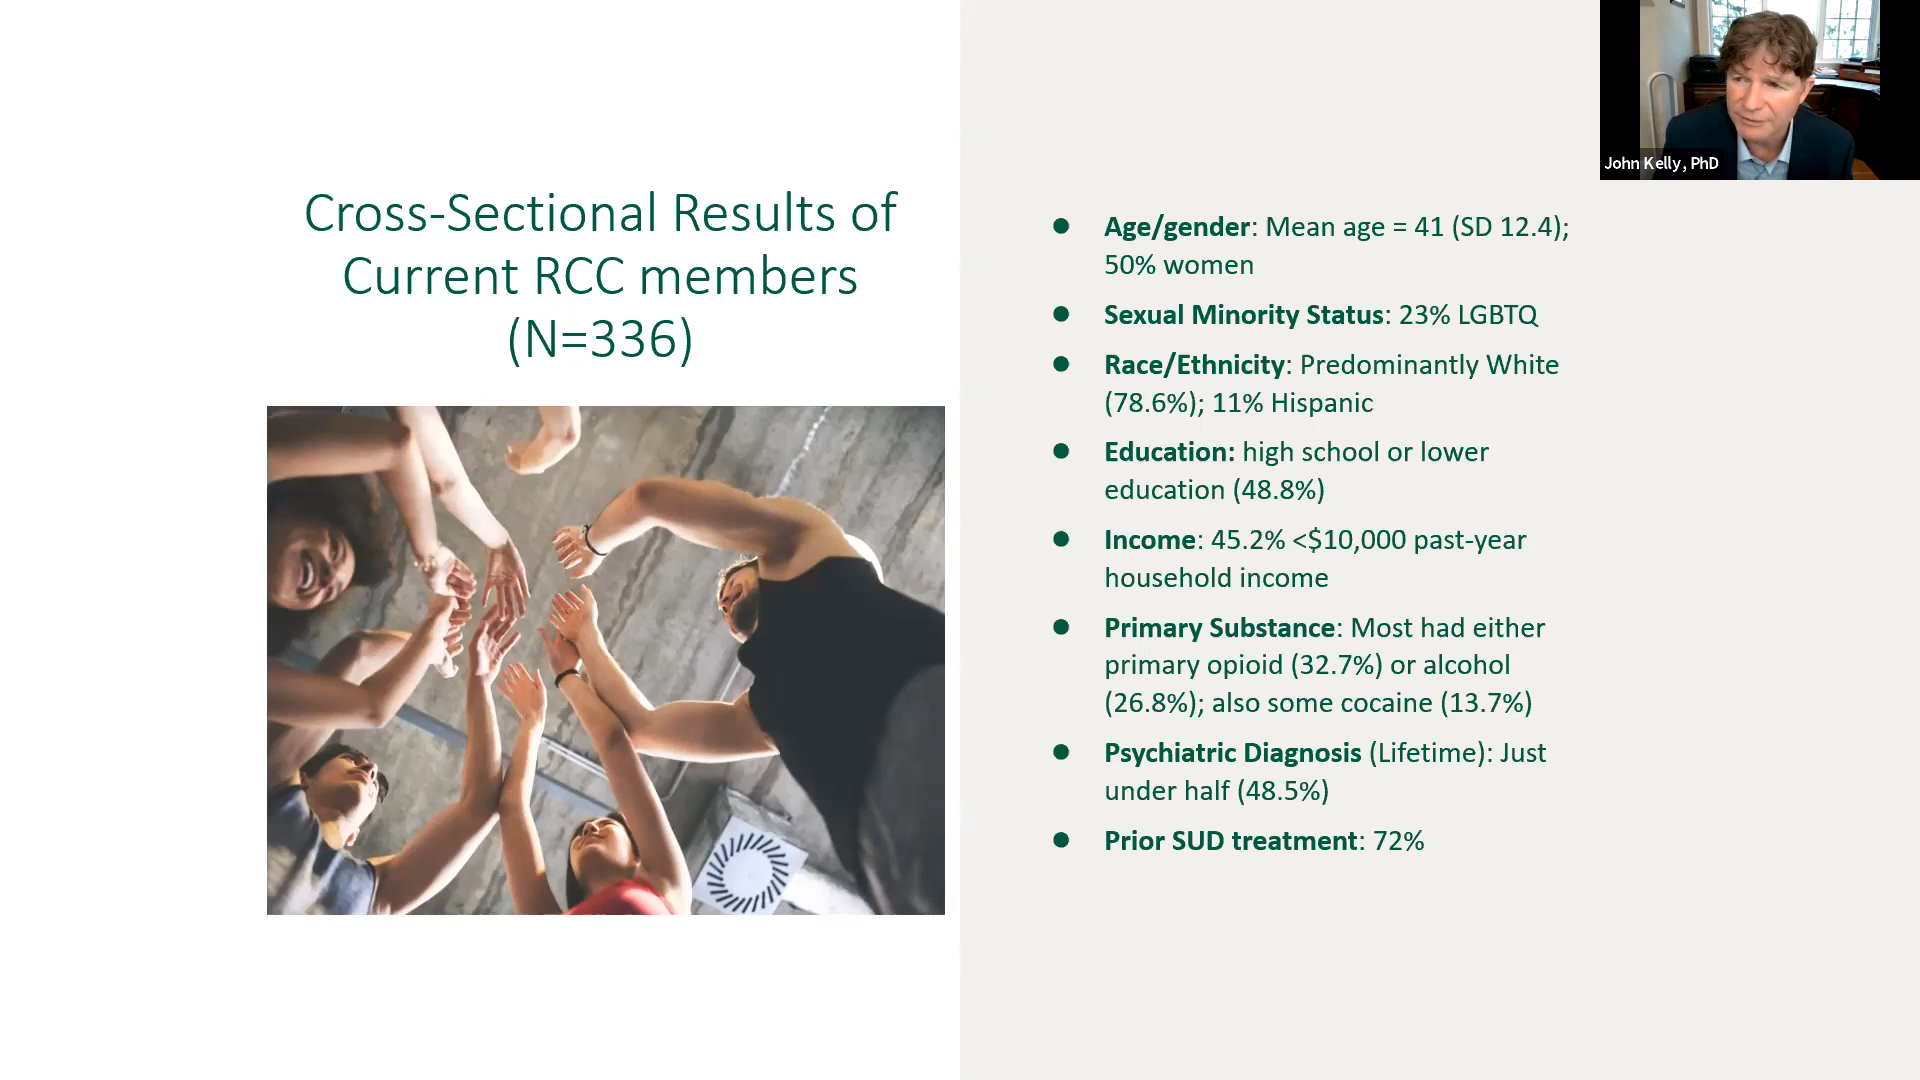 John Kelly, PhD
Cross-Sectional Results of
Current RCC members
(N=336)
● Age/gender: Mean age = 41 (SD 12.4);
50% women
● Sexual Minority Status: 23% LGBTQ
● Race/Ethnicity: Predominantly White
(78.6%); 11% Hispanic
● Education: high school or lower
education (48.8%)
● Income: 45.2% <$10,000 past-year
household income
● Primary Substance: Most had either
primary opioid (32.7%) or alcohol
(26.8%); also some cocaine (13.7%)
● Psychiatric Diagnosis (Lifetime): Just
under half (48.5%)
● Prior SUD treatment: 72%